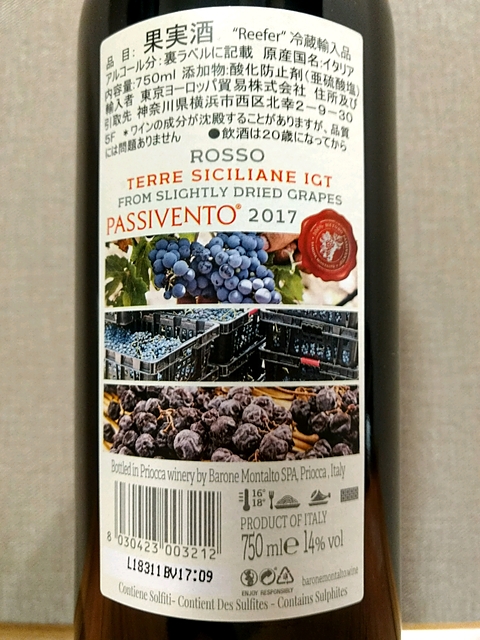 品 目: 果実酒 "Reefer" 冷蔵輸入品
アルコール分: 裏ラベルに記載 原産国名:イタリア
内容量:750ml 添加物:酸化防止剤(亜硫酸塩)
輸入者 東京ヨーロッパ貿易株式会社 住所及び
引取先 神奈川県横浜市西区北幸2-9-30
5F *ワインの成分が沈殿することがありますが、品質
には問題ありません ●飲酒は20歳になってから
ROSSO
TERRE SICILIANE IGT
FROM SLIGHTLY DRIED GRAPES
PASSIVENTO® 2017
Bottled in Priocca winery by Barone Montalto SPA, Priocca, Italy
16°
18°
PRODUCT OF ITALY
750 ml e 14% vol
8 030423 003212
L18311BV17:09
ENJOY RESPONSIBLY
baronemontalto.wine
Contiene Solfiti- Contient Des Sulfites - Contains Sulphites